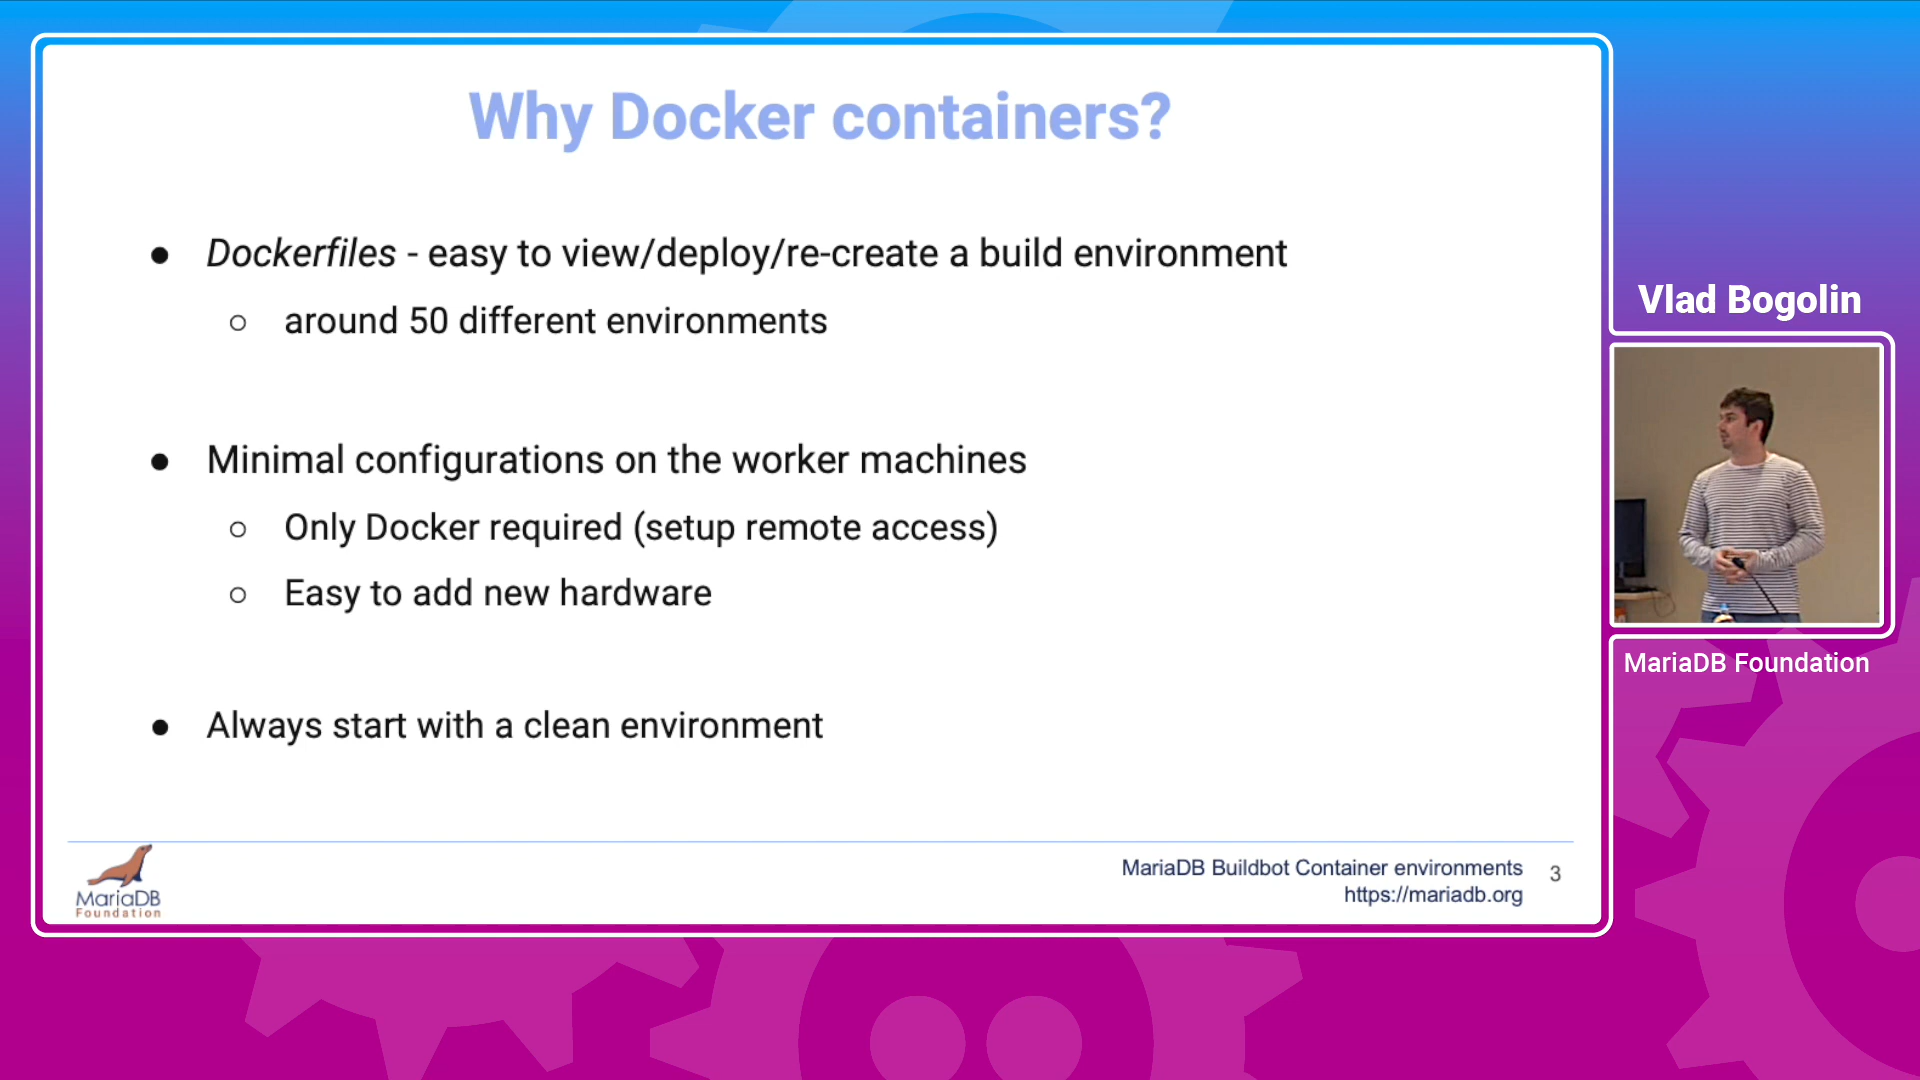 Why Docker containers?
● Dockerfiles - easy to view/deploy/re-create a build environment
○ around 50 different environments
● Minimal configurations on the worker machines
○ Only Docker required (setup remote access)
○ Easy to add new hardware
● Always start with a clean environment
MariaDB
Foundation
MariaDB Buildbot Container environments
https://mariadb.org
3
Vlad Bogolin
MariaDB Foundation